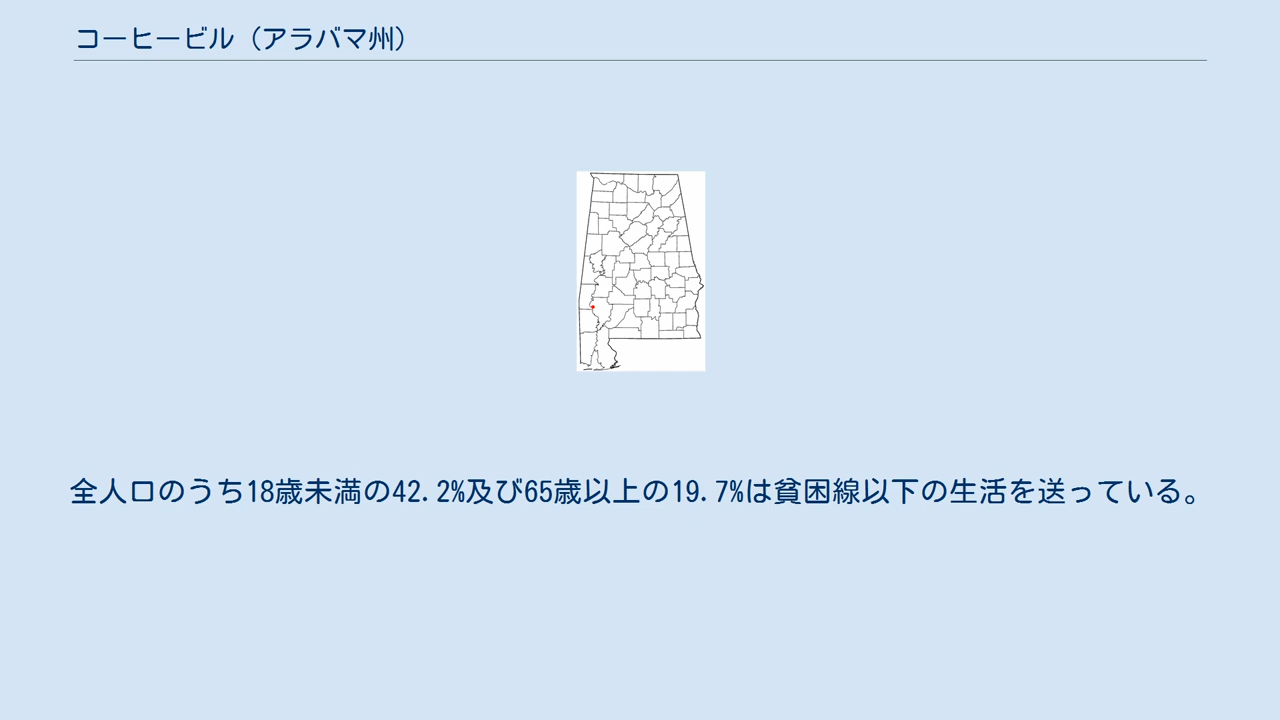 コーヒービル（アラバマ州）
全人口のうち18歳未満の42.2%及び65歳以上の19.7%は貧困線以下の生活を送っている。